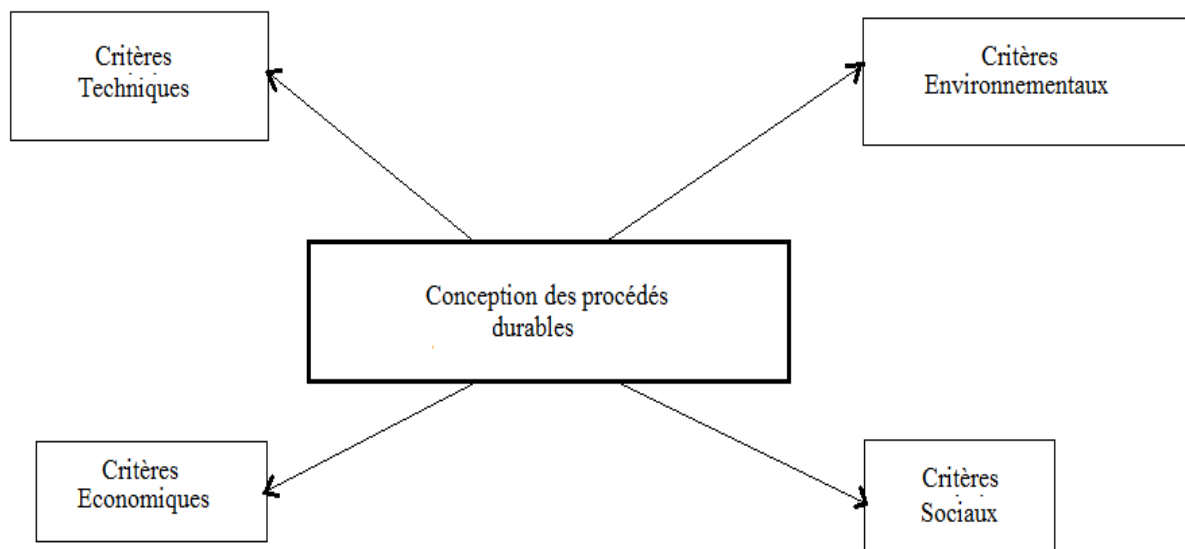 Critères
Techniques
Critères
Environnementaux
Conception des procédés
durables
Critères
Economiques
Critères
Sociaux